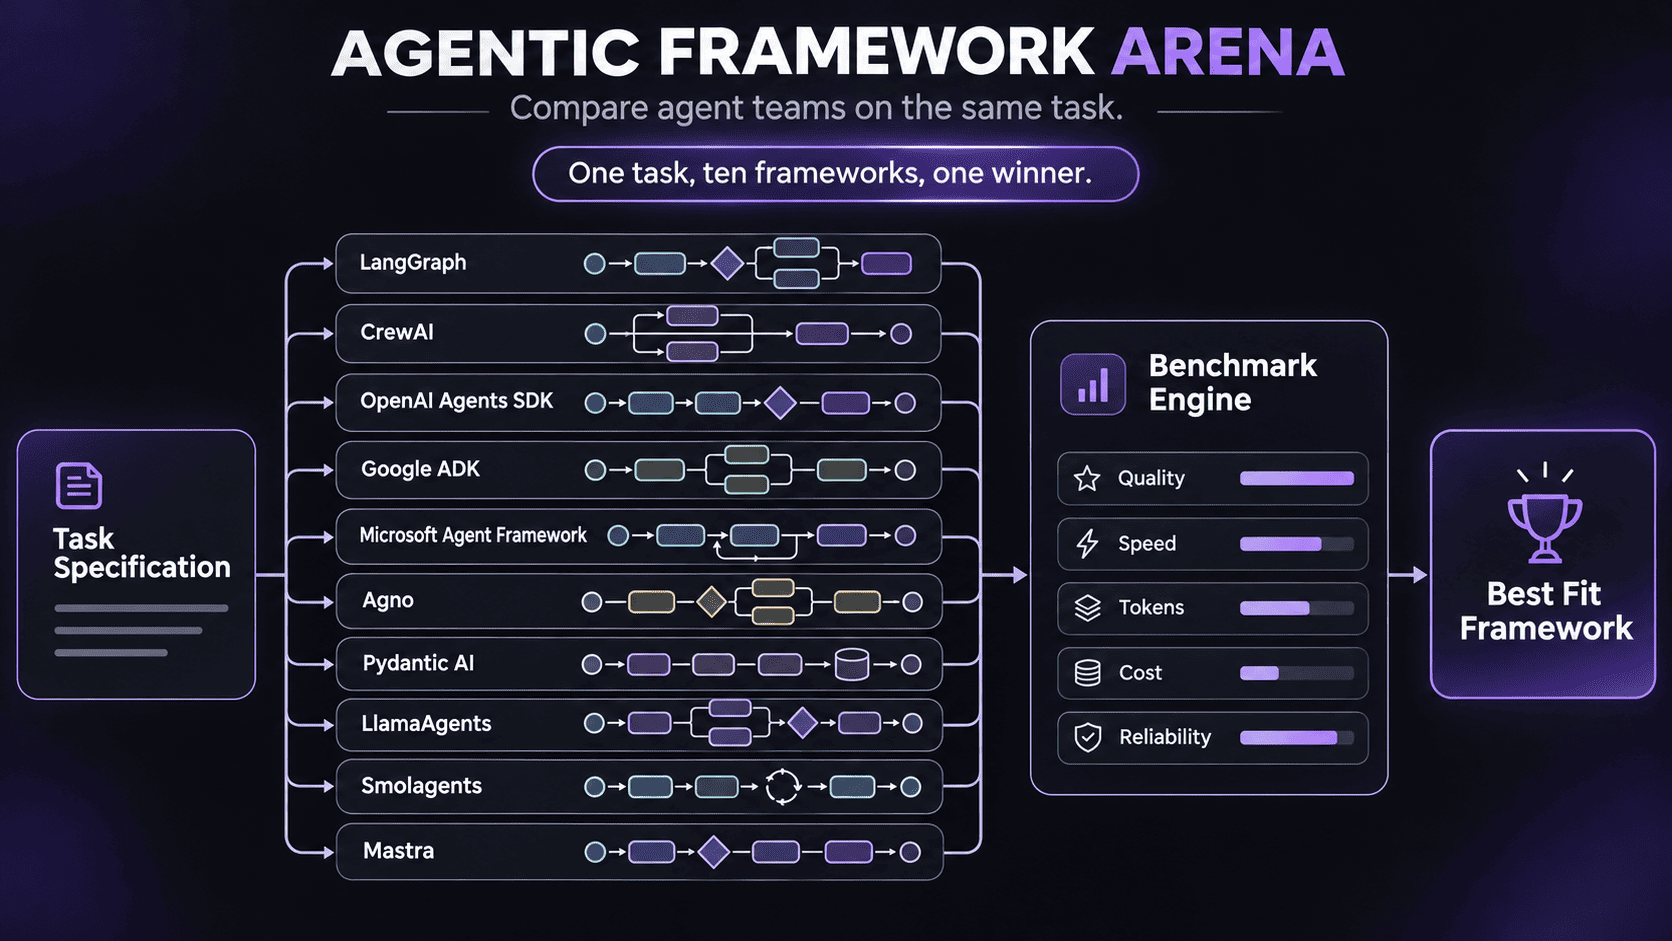 AGENTIC FRAMEWORK ARENA
Compare agent teams on the same task.
One task, ten frameworks, one winner.
Task
Specification
LangGraph
CrewAI
OpenAI Agents SDK
Google ADK
Microsoft Agent Framework
Agno
Pydantic AI
LlamaAgents
Smolagents
Mastra
Benchmark
Engine
Quality
Speed
Tokens
Cost
Reliability
Best Fit
Framework